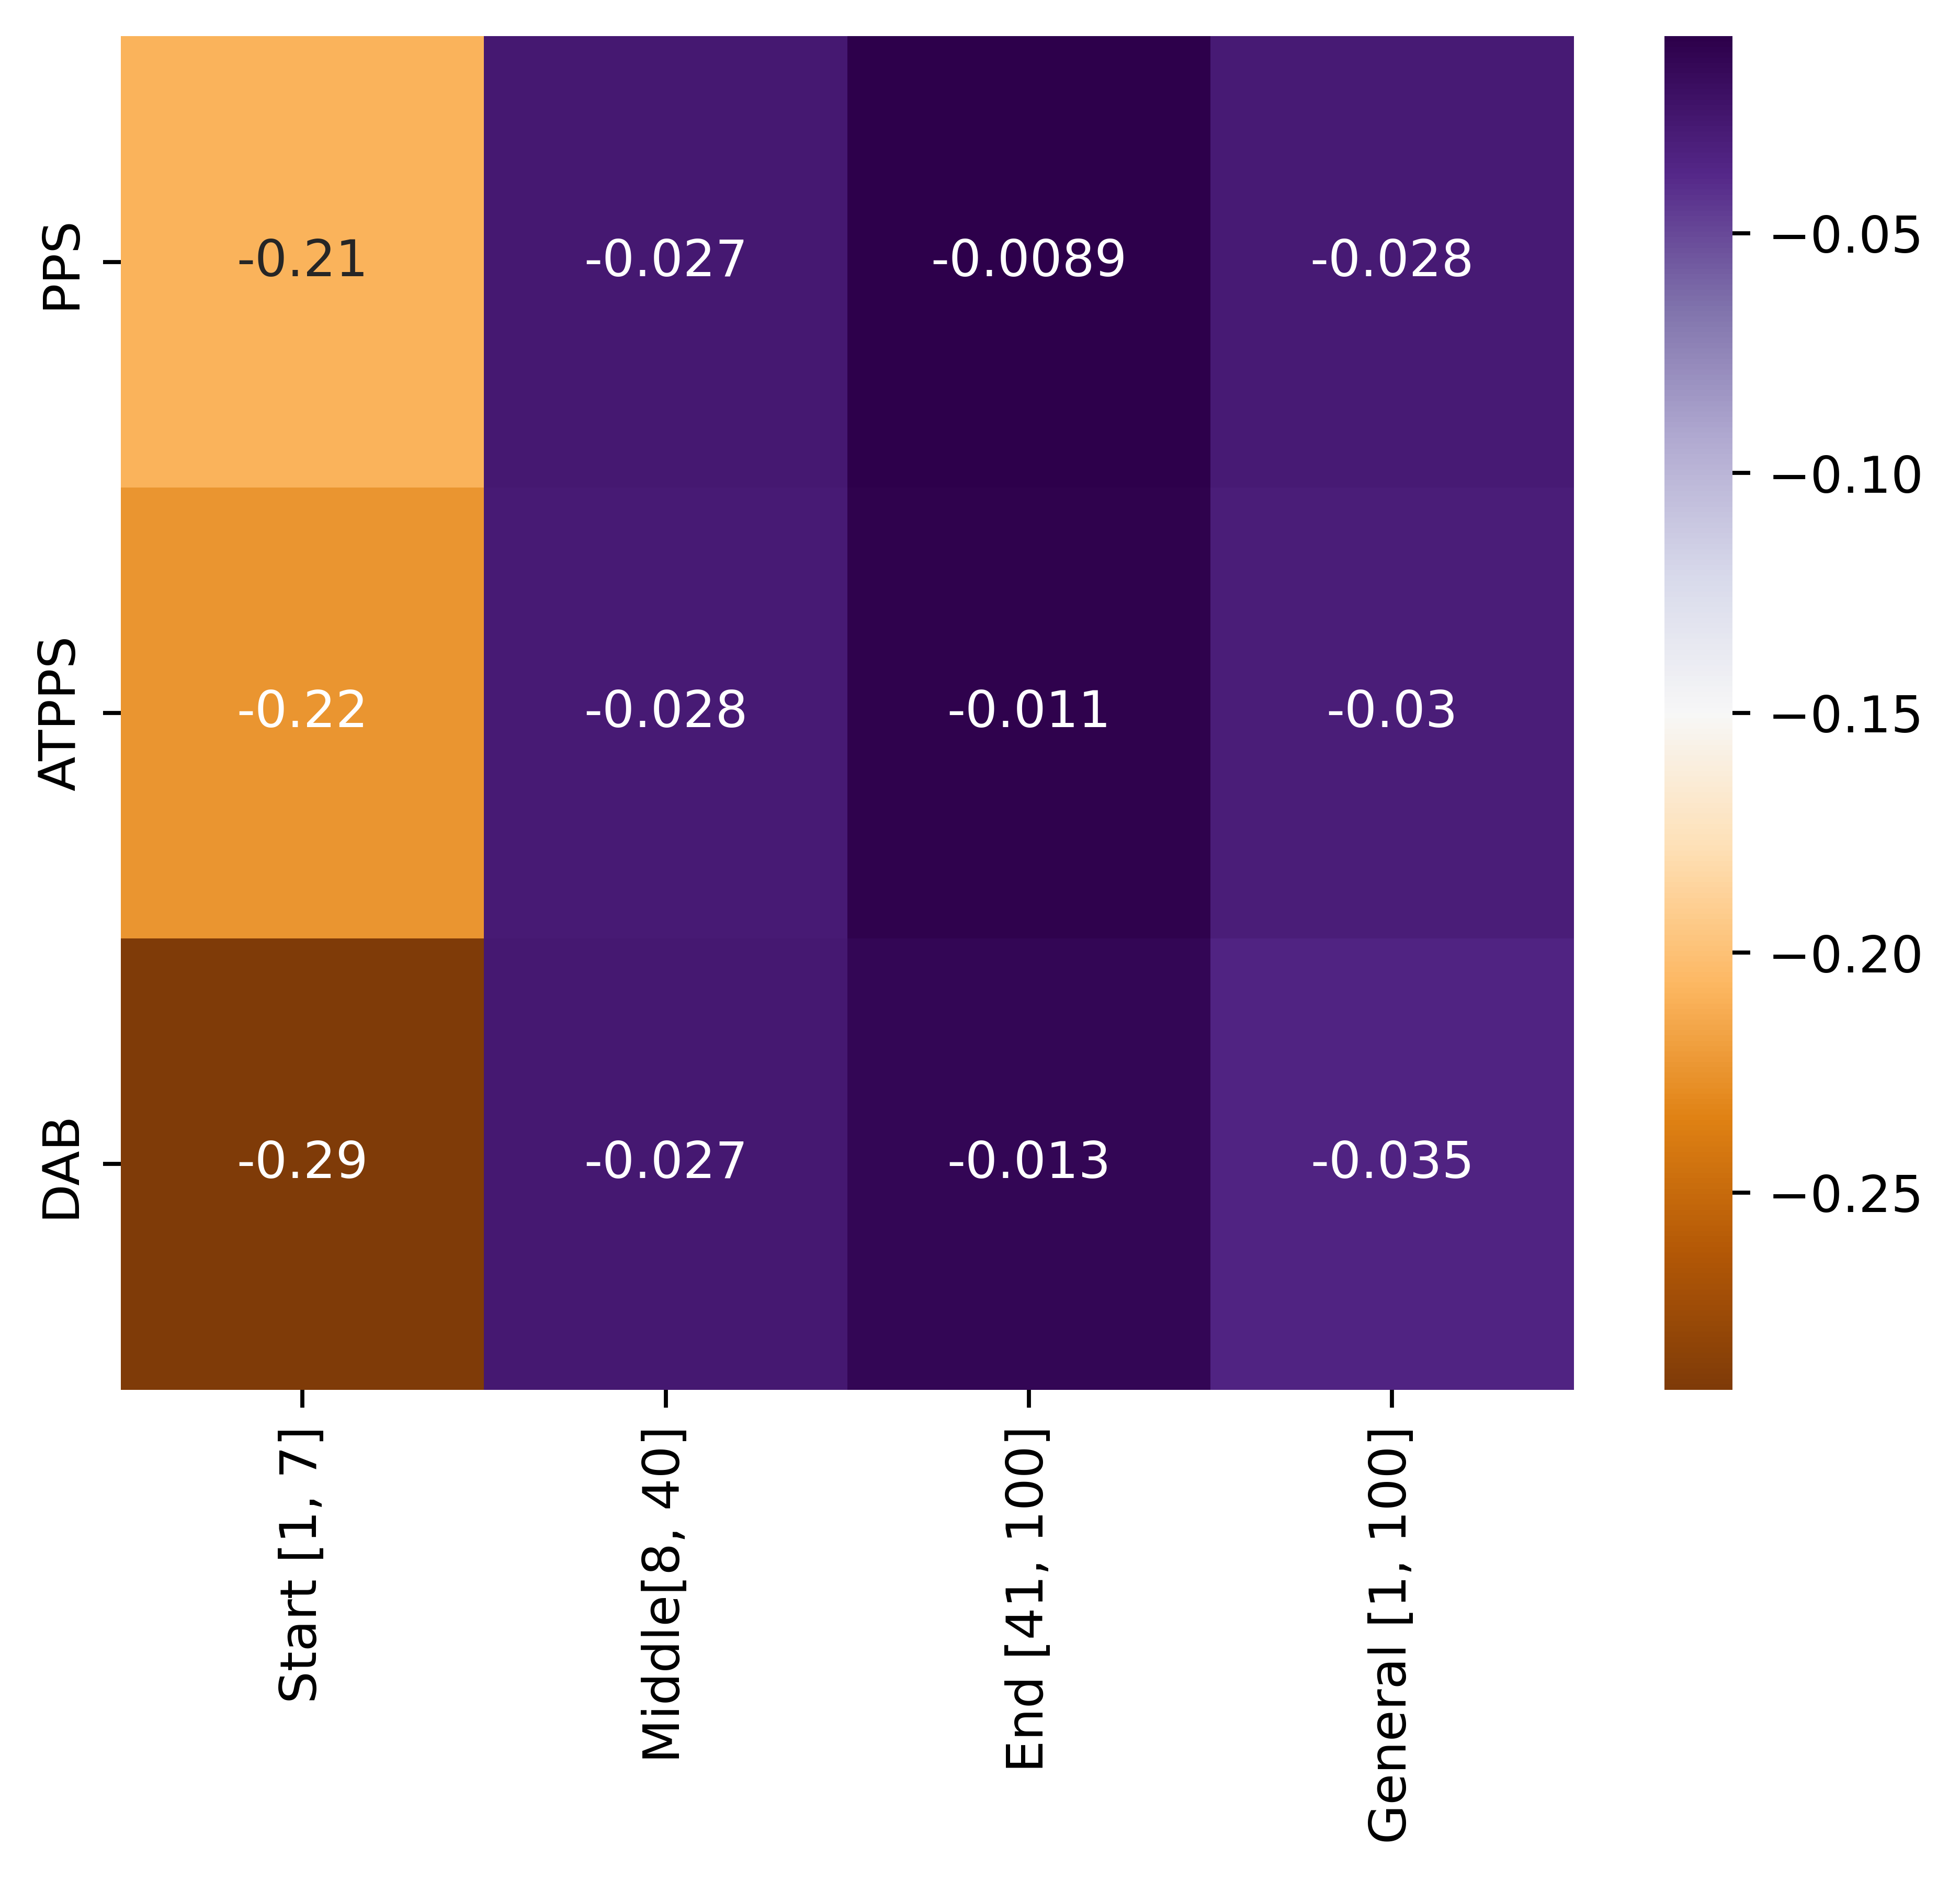 PPS
-0.21
-0.027
-0.0089
-0.028
ATPPS
-0.22
-0.028
-0.011
-0.03
DAB
-0.29
-0.027
-0.013
-0.035
Start [1, 7]
Middle[8, 40]
End [41, 100]
General [1, 100]
−0.05
−0.10
−0.15
−0.20
−0.25